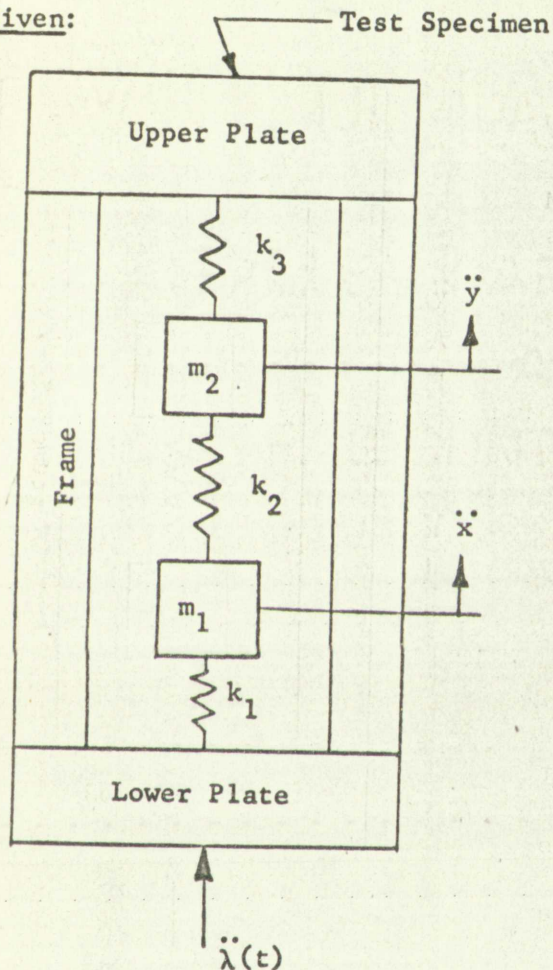 iven:
Test Specimen
Upper Plate
k3
ÿ
m2
Frame
k2
ẍ
m1
k1
Lower Plate
λ̈(t)